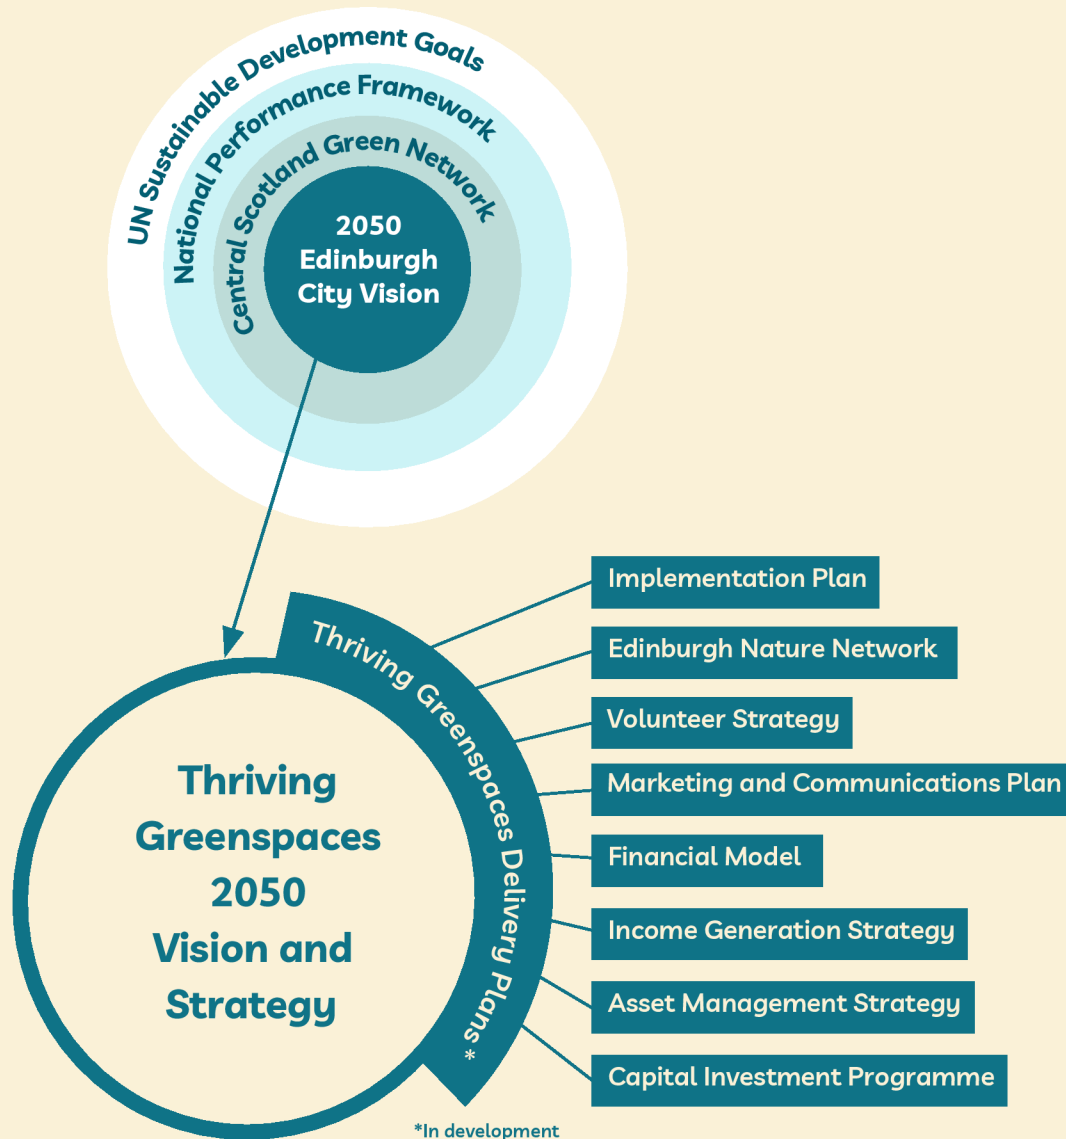 UN Sustainable Development Goals
National Performance Framework
Central Scotland Green Network
2050
Edinburgh
City Vision
Thriving
Greenspaces
2050
Vision and
Strategy
Thriving Greenspaces Delivery Plans*
Implementation Plan
Edinburgh Nature Network
Volunteer Strategy
Marketing and Communications Plan
Financial Model
Income Generation Strategy
Asset Management Strategy
Capital Investment Programme
*In development